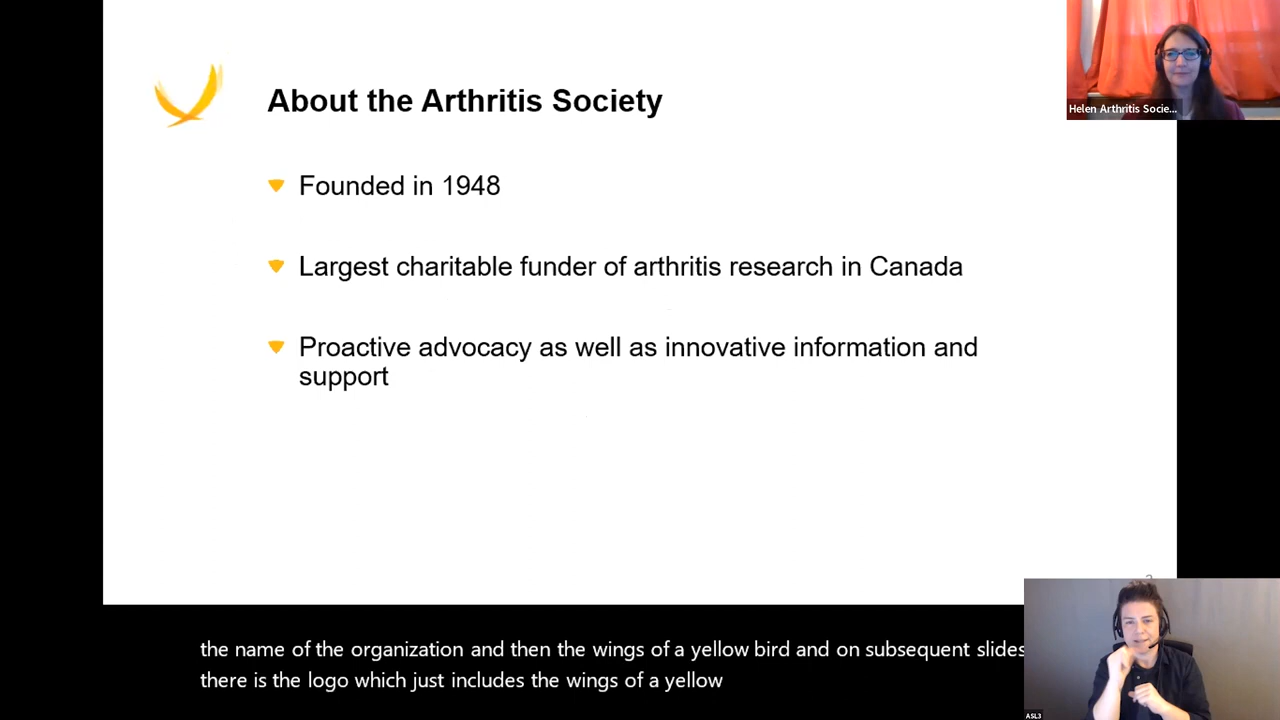 About the Arthritis Society
Founded in 1948
Largest charitable funder of arthritis research in Canada
Proactive advocacy as well as innovative information and
support
Helen Arthritis Socie...
the name of the organization and then the wings of a yellow bird and on subsequent slides
there is the logo which just includes the wings of a yellow
ASL3